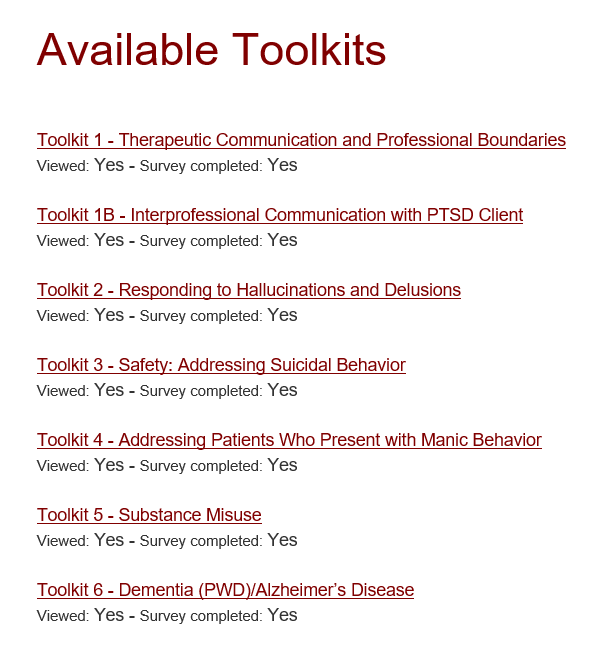 Available Toolkits
Toolkit 1 - Therapeutic Communication and Professional Boundaries
Viewed: Yes - Survey completed: Yes
Toolkit 1B - Interprofessional Communication with PTSD Client
Viewed: Yes - Survey completed: Yes
Toolkit 2 - Responding to Hallucinations and Delusions
Viewed: Yes - Survey completed: Yes
Toolkit 3 - Safety: Addressing Suicidal Behavior
Viewed: Yes - Survey completed: Yes
Toolkit 4 - Addressing Patients Who Present with Manic Behavior
Viewed: Yes - Survey completed: Yes
Toolkit 5 - Substance Misuse
Viewed: Yes - Survey completed: Yes
Toolkit 6 - Dementia (PWD)/Alzheimer’s Disease
Viewed: Yes - Survey completed: Yes